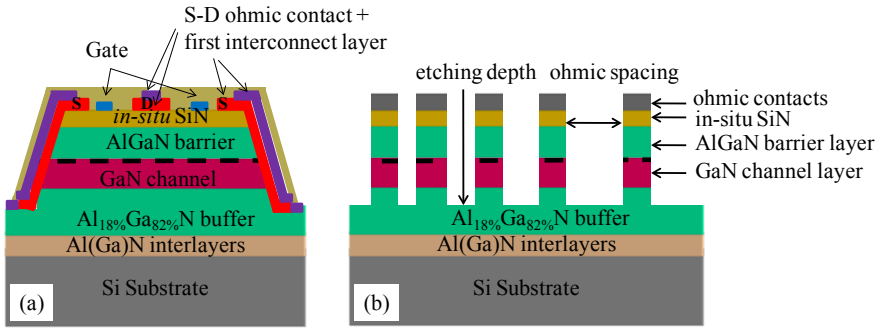 S-D ohmic contact +
first interconnect layer
Gate
S
D
S
in-situ SiN
AlGaN barrier
GaN channel
Al18%Ga82%N buffer
Al(Ga)N interlayers
Si Substrate
(a)
etching depth
ohmic spacing
ohmic contacts
in-situ SiN
AlGaN barrier layer
GaN channel layer
Al18%Ga82%N buffer
Al(Ga)N interlayers
Si Substrate
(b)